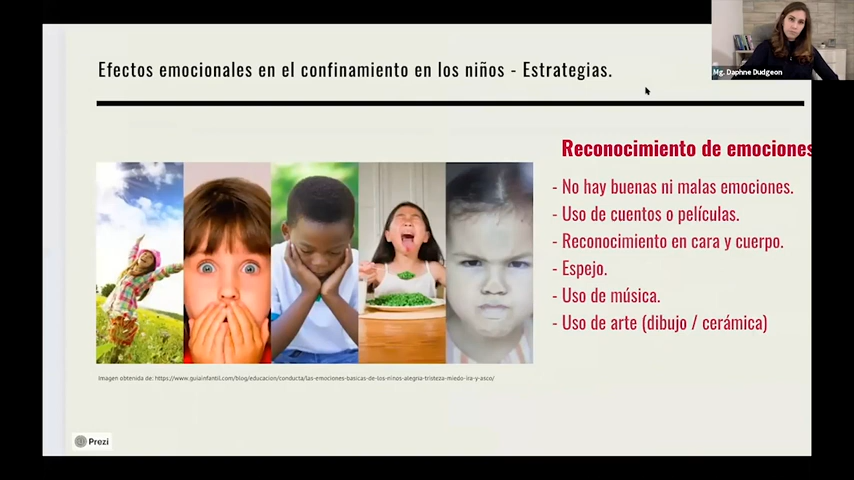 Mg. Daphne Dudgeon
Efectos emocionales en el confinamiento en los niños - Estrategias.
Reconocimiento de emociones
- No hay buenas ni malas emociones.
- Uso de cuentos o películas.
- Reconocimiento en cara y cuerpo.
- Espejo.
- Uso de música.
- Uso de arte (dibujo / cerámica)
Imagen obtenida de: https://www.guiainfantil.com/blog/educacion/conducta/las-emociones-basicas-de-los-ninos-alegria-tristeza-miedo-ira-y-asco/
Prezi